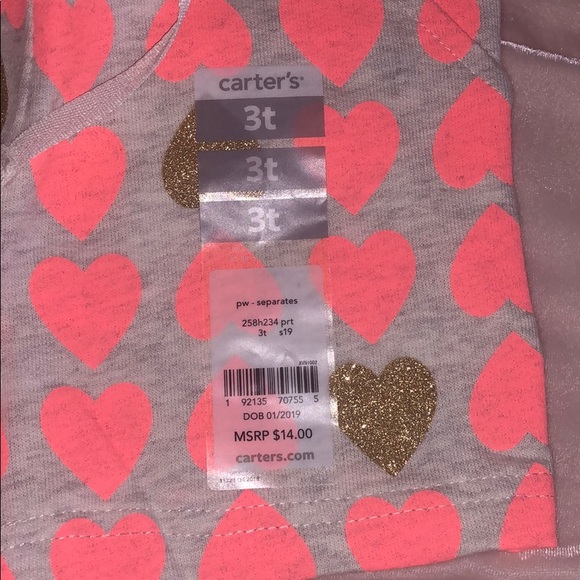 carter's®
3t
3t
3t
pw - separates
258h234 prt
3t s19
1 92135 70755 5
DOB 01/2019
MSRP $14.00
carters.com